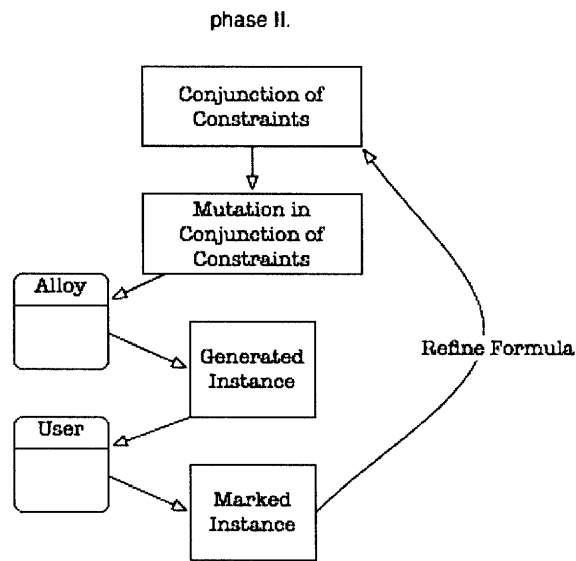 phase II.
Conjunction of
Constraints
Mutation in
Conjunction of
Constraints
Alloy
Generated
Instance
Refine Formula
User
Marked
Instance